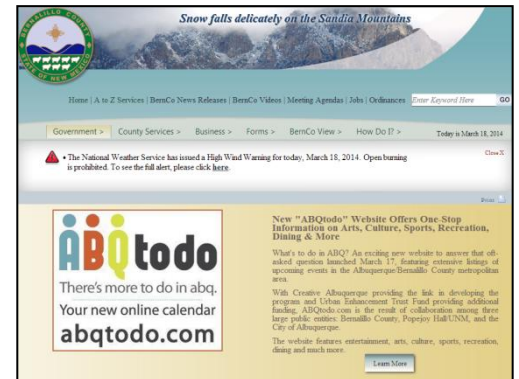 BERNALILLO COUNTY
STATE OF NEW MEXICO
Snow falls delicately on the Sandia Mountains
Home | A to Z Services | BernCo News Releases | BernCo Videos | Meeting Agendas | Jobs | Ordinances Enter Keyword Here GO
Government > County Services > Business > Forms > BernCo View > How Do I? > Today is March 18, 2014
• The National Weather Service has issued a High Wind Warning for today, March 18, 2014. Open burning
is prohibited. To see the full alert, please click here.
Close X
Print
ABQ todo
There's more to do in abq.
Your new online calendar
abqtodo.com
New "ABQtodo" Website Offers One-Stop
Information on Arts, Culture, Sports, Recreation,
Dining & More
What's to do in ABQ? An exciting new website to answer that oft-
asked question launched March 17, featuring extensive listings of
upcoming events in the Albuquerque/Bernalillo County metropolitan
area.
With Creative Albuquerque providing the link in developing the
program and Urban Enhancement Trust Fund providing additional
funding, ABQtodo.com is the result of collaboration among three
large public entities: Bernalillo County, Popejoy Hall/UNM, and the
City of Albuquerque.
The website features entertainment, arts, culture, sports, recreation,
dining and much more.
Learn More